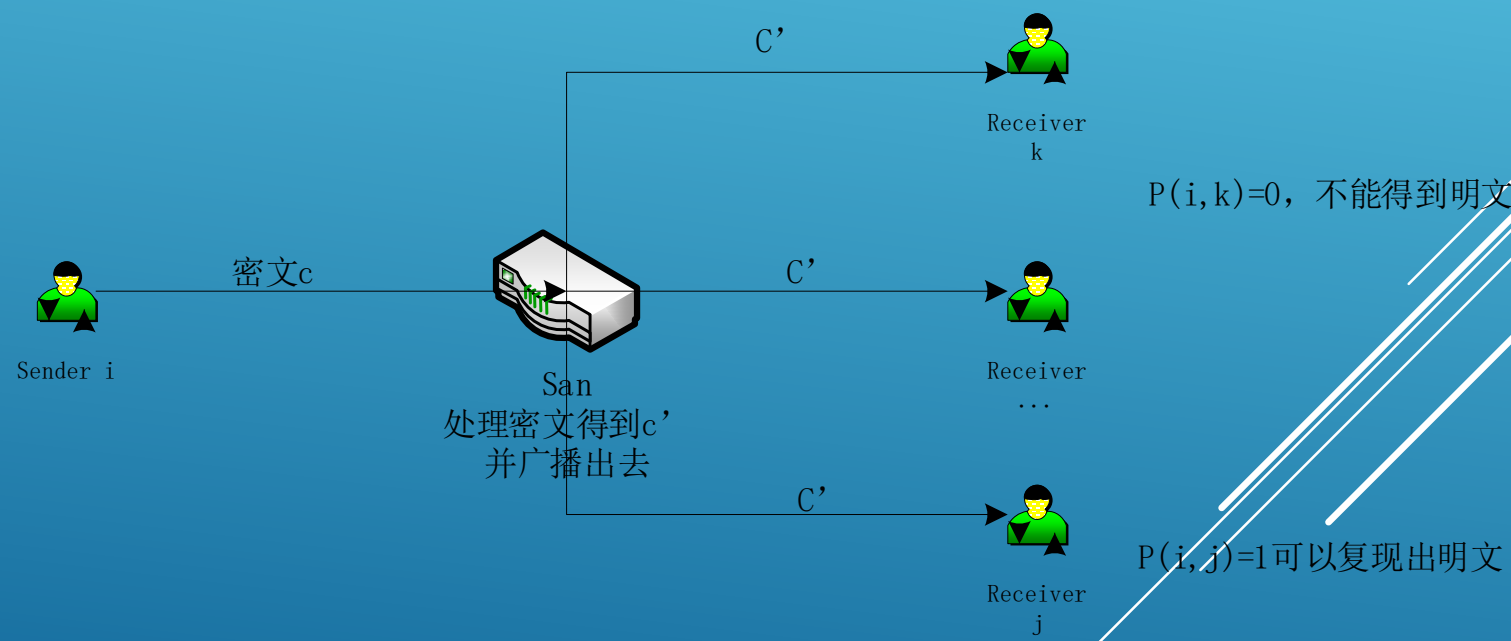 C’
Receiver
k
P(i,k)=0，不能得到明文
密文c
C’
Sender i
Receiver
...
San
处理密文得到c’
并广播出去
C’
P(i,j)=1可以复现出明文
Receiver
j